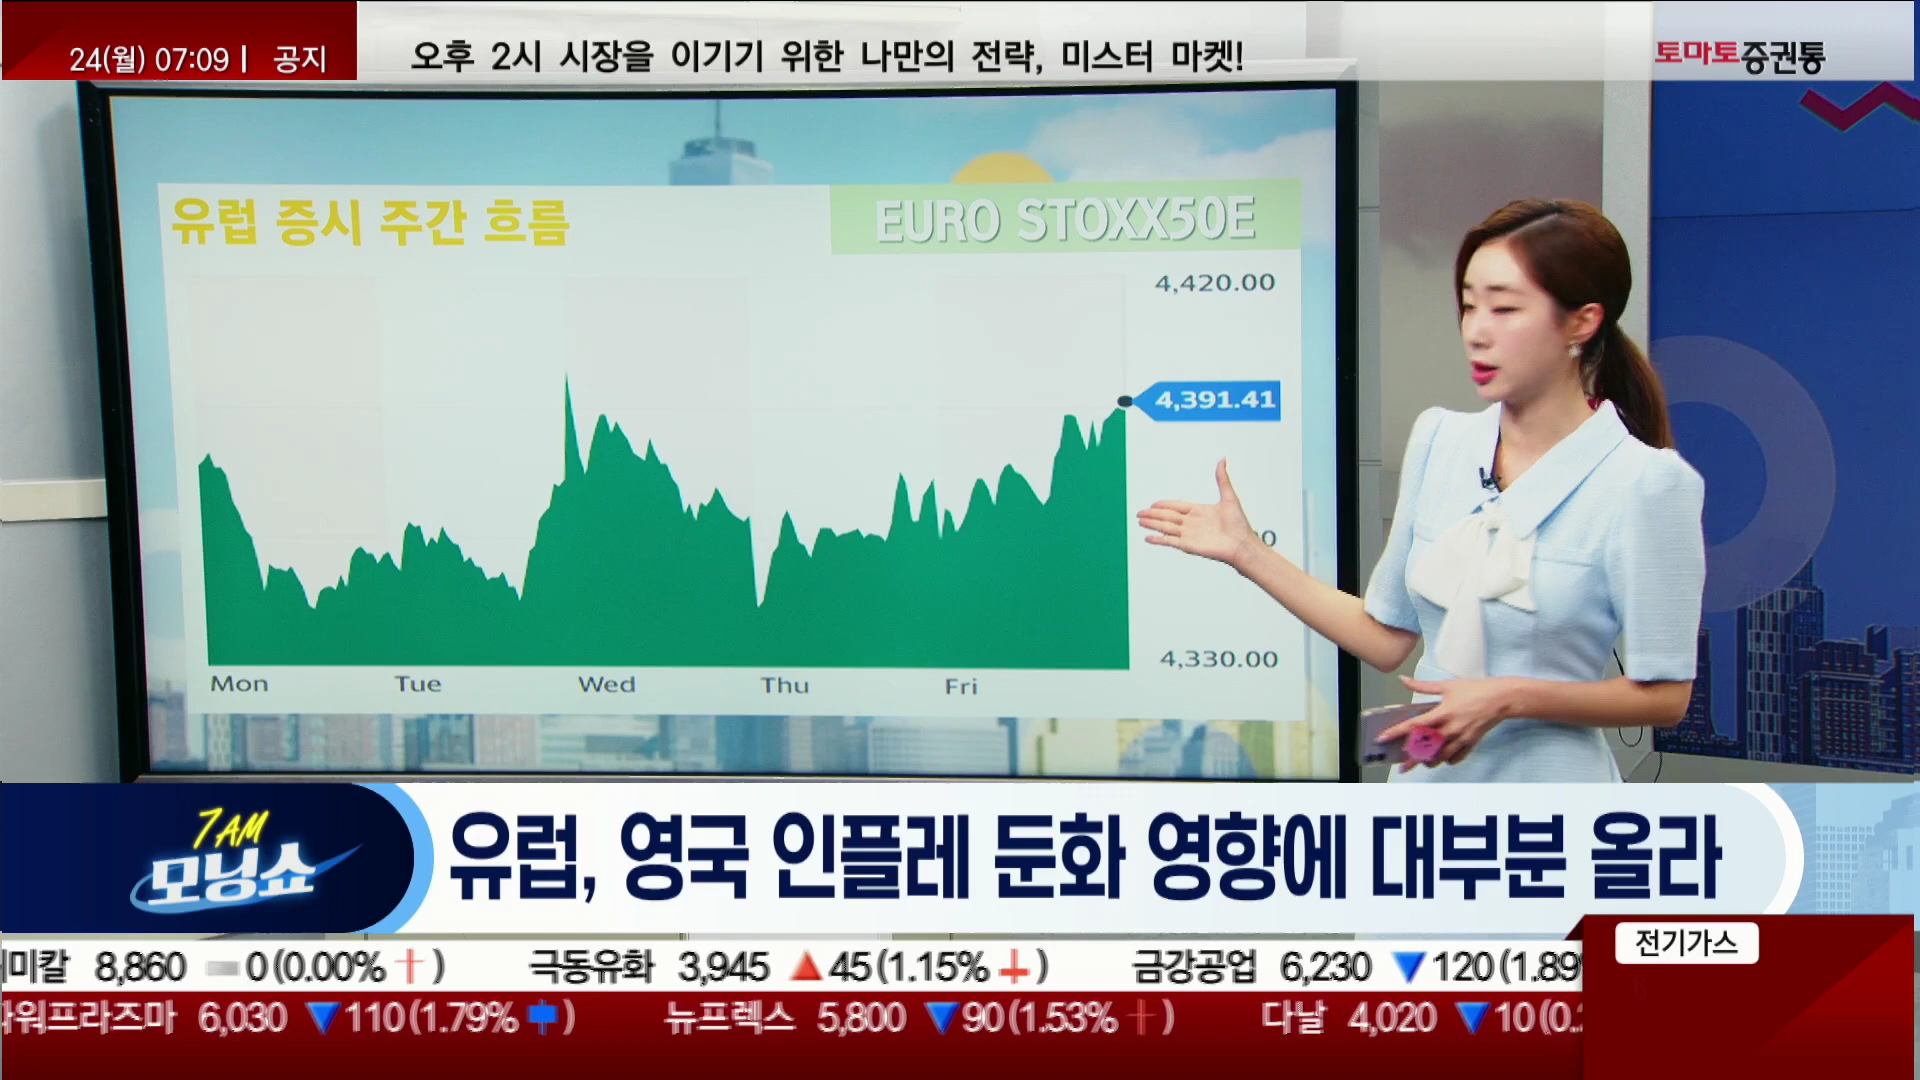 24(월) 07:09 | 공지
오후 2시 시장을 이기기 위한 나만의 전략, 미스터 마켓!
토마토증권통
유럽 증시 주간 흐름
EURO STOXX50E
4,420.00
4,391.41
4,330.00
Mon Tue Wed Thu Fri
7 AM
모닝쇼
유럽, 영국 인플레 둔화 영향에 대부분 올라
전기가스
8,860 0(0.00% ) 극동유화 3,945 ▲45(1.15% ) 금강공업 6,230 ▼120(1.89%
6,030 ▼110(1.79% ) 뉴프렉스 5,800 ▼90(1.53% ) 다날 4,020 ▼10(0.